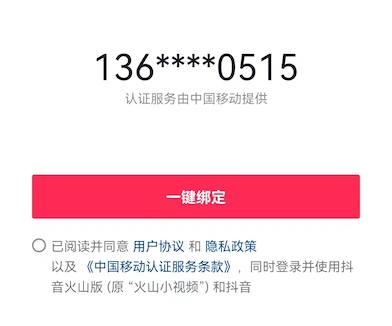 136****0515
认证服务由中国移动提供
一键绑定
已阅读并同意 用户协议 和 隐私政策
以及 《中国移动认证服务条款》，同时登录并使用抖
音火山版 (原 “火山小视频”) 和抖音